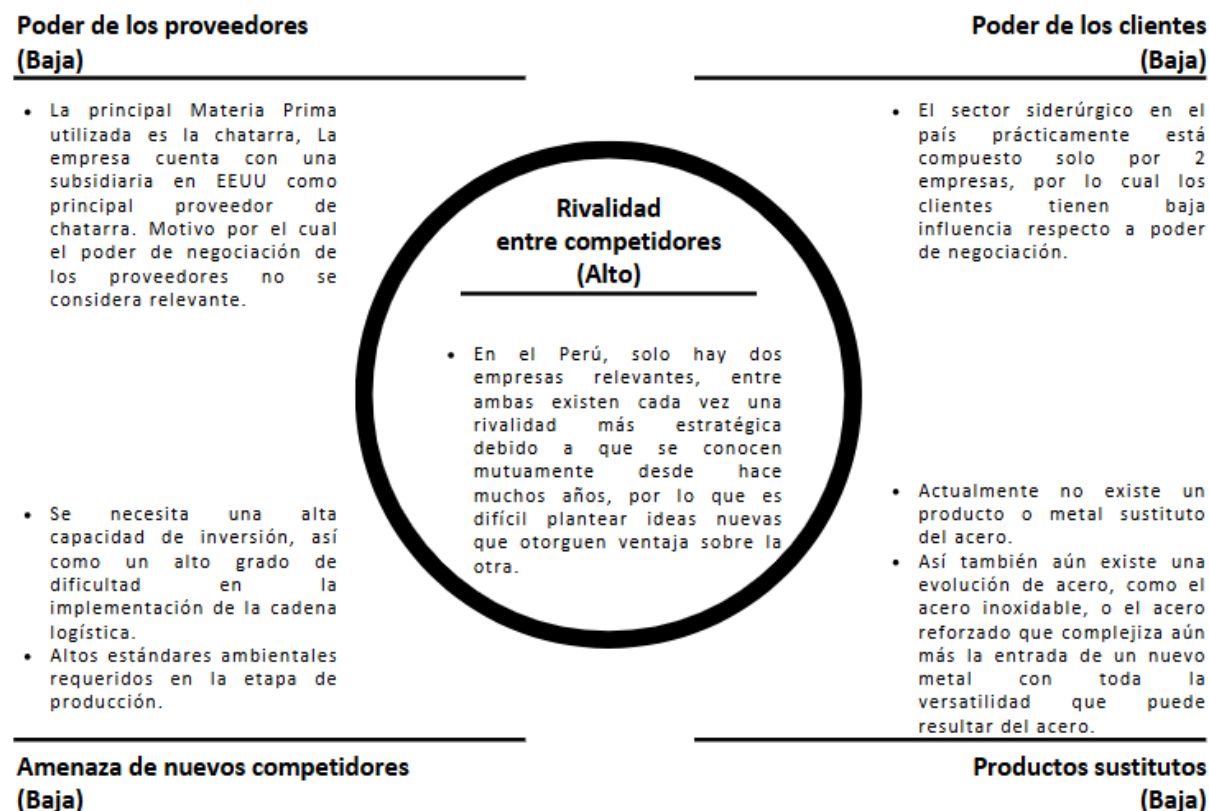 Poder de los proveedores
(Baja)
• La principal Materia Prima
utilizada es la chatarra, La
empresa cuenta con una
subsidiaria en EEUU como
principal proveedor de
chatarra. Motivo por el cual
el poder de negociación de
los proveedores no se
considera relevante.
Poder de los clientes
(Baja)
• El sector siderúrgico en el
país prácticamente está
compuesto solo por 2
empresas, por lo cual los
clientes tienen baja
influencia respecto a poder
de negociación.
Rivalidad
entre competidores
(Alto)
• En el Perú, solo hay dos
empresas relevantes, entre
ambas existen cada vez una
rivalidad más estratégica
debido a que se conocen
mutuamente desde hace
muchos años, por lo que es
difícil plantear ideas nuevas
que otorguen ventaja sobre la
otra.
• Se necesita una alta
capacidad de inversión, así
como un alto grado de
dificultad en la
implementación de la cadena
logística.
• Altos estándares ambientales
requeridos en la etapa de
producción.
Amenaza de nuevos competidores
(Baja)
• Actualmente no existe un
producto o metal sustituto
del acero.
• Así también aún existe una
evolución de acero, como el
acero inoxidable, o el acero
reforzado que complejiza aún
más la entrada de un nuevo
metal con toda la
versatilidad que puede
resultar del acero.
Productos sustitutos
(Baja)